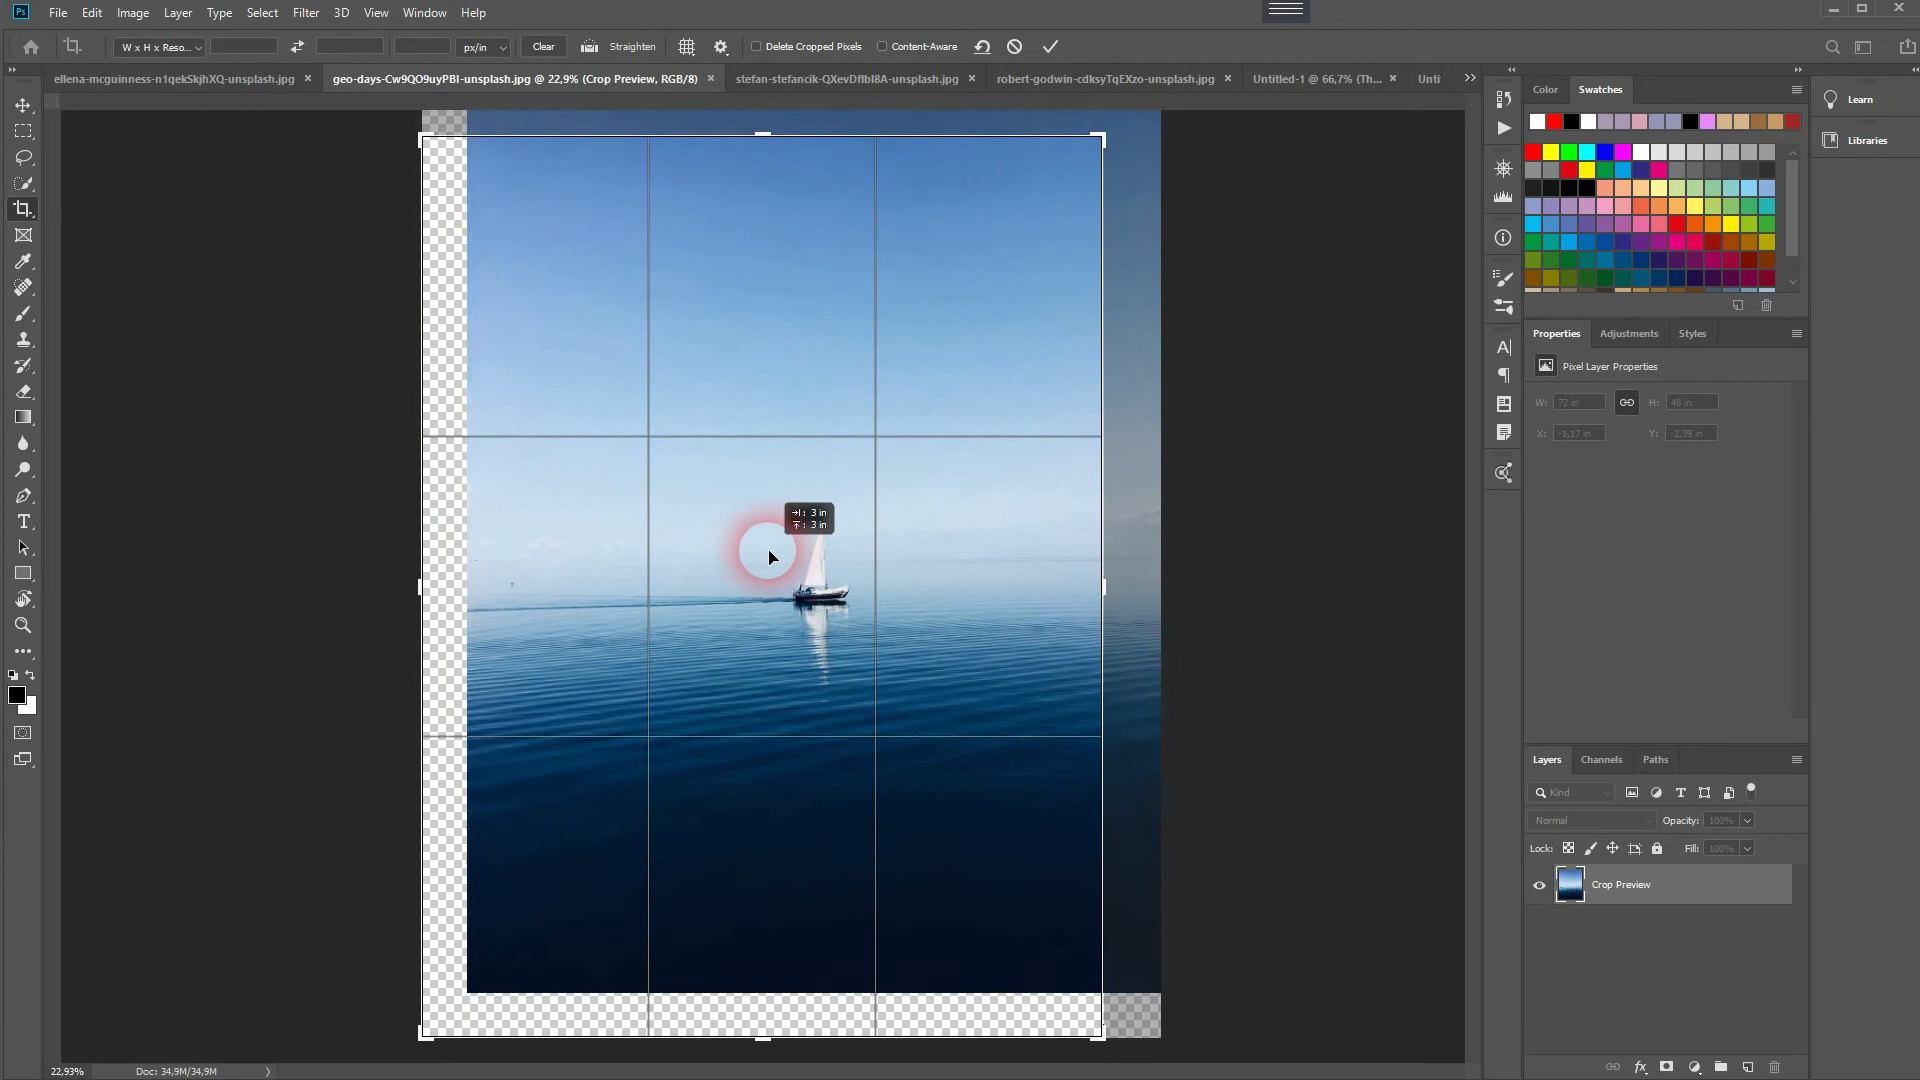 Ps File Edit Image Layer Type Select Filter 3D View Window Help
W x H x Reso... px/in Clear Straighten Delete Cropped Pixels Content-Aware
ellena-mcguinness-n1qekSkjhXQ-unsplash.jpg geo-days-Cw9QO9uyPBI-unsplash.jpg @ 22,9% (Crop Preview, RGB/8) stefan-stefancik-QXevDflbl8A-unsplash.jpg robert-godwin-cdksyTqEXzo-unsplash.jpg Untitled-1 @ 66,7% (Th... Unti
Color Swatches
Learn
Libraries
Properties Adjustments Styles
Pixel Layer Properties
W: 72 in H: 48 in
X: -1,17 in Y: -2,39 in
: 3 in
: 3 in
Layers Channels Paths
Kind
Normal Opacity: 100%
Lock: Fill: 100%
Crop Preview
22,93% Doc: 34,9M/34,9M